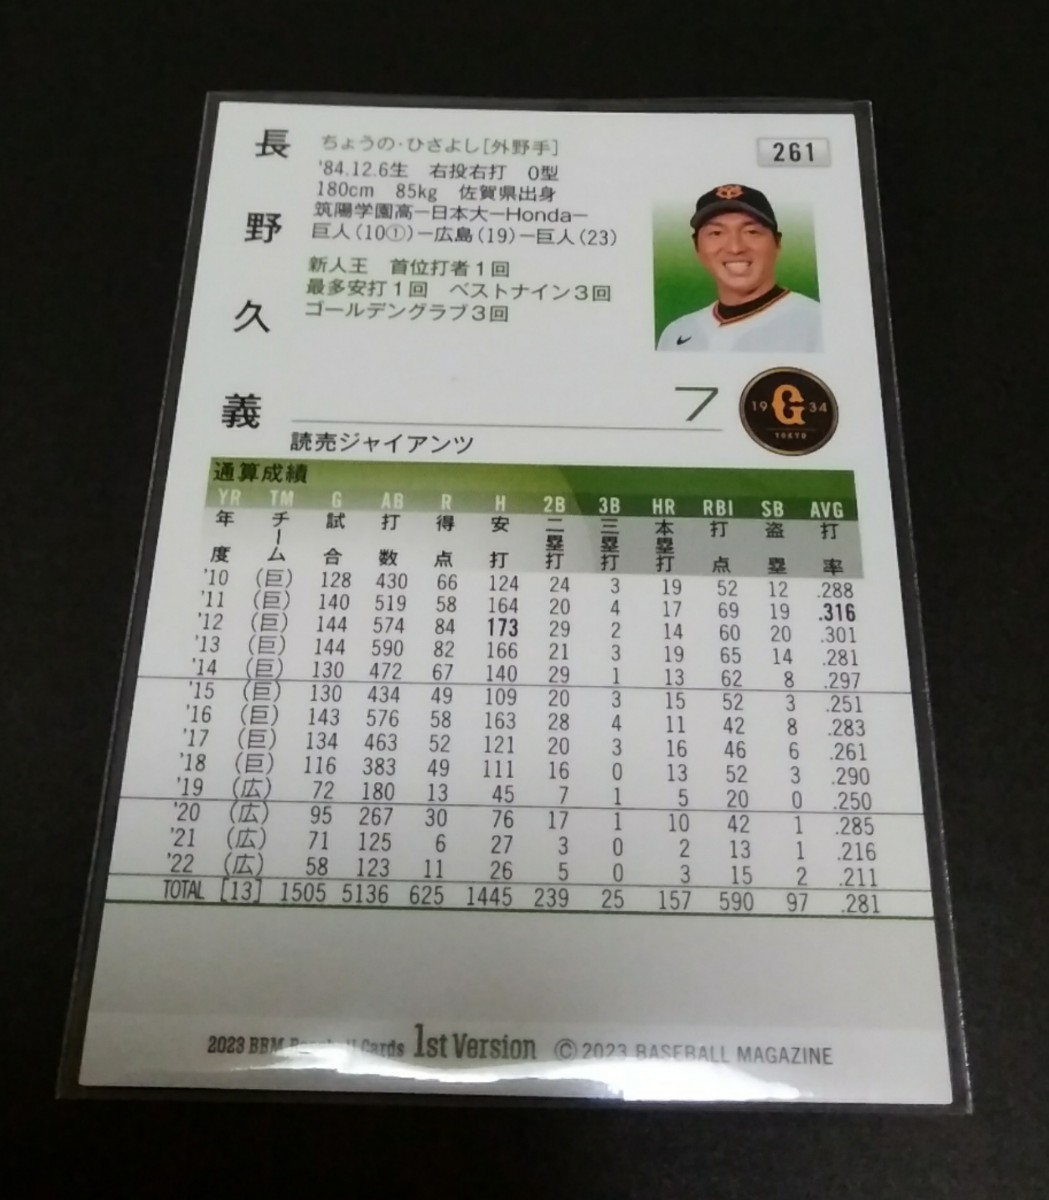 長野久義
ちょうの・ひさよし[外野手]
261
'84.12.6生 右投右打 O型
180cm 85kg 佐賀県出身
筑陽学園高ー日本大ーHondaー
巨人(10①)ー広島(19)ー巨人(23)
新人王 首位打者1回
最多安打1回 ベストナイン3回
ゴールデングラブ3回
7
19 G 34
TOKYO
読売ジャイアンツ
通算成績
YR TM G AB R H 2B 3B HR RBI SB AVG
年度 チーム 試合 打数 得点 安打 二塁打 三塁打 本塁打 打点 盗塁 打率
'10 (巨) 128 430 66 124 24 3 19 52 12 .288
'11 (巨) 140 519 58 164 20 4 17 69 19 .316
'12 (巨) 144 574 84 173 29 2 14 60 20 .301
'13 (巨) 144 590 82 166 21 3 19 65 14 .281
'14 (巨) 130 472 67 140 29 1 13 62 8 .297
'15 (巨) 130 434 49 109 20 3 15 52 3 .251
'16 (巨) 143 576 58 163 28 4 11 42 8 .283
'17 (巨) 134 463 52 121 20 3 16 46 6 .261
'18 (巨) 116 383 49 111 16 0 13 52 3 .290
'19 (広) 72 180 13 45 7 1 5 20 0 .250
'20 (広) 95 267 30 76 17 1 10 42 1 .285
'21 (広) 71 125 6 27 3 0 2 13 1 .216
'22 (広) 58 123 11 26 5 0 3 15 2 .211
TOTAL [13] 1505 5136 625 1445 239 25 157 590 97 .281
2023 BBM Baseball Cards 1st Version © 2023 BASEBALL MAGAZINE